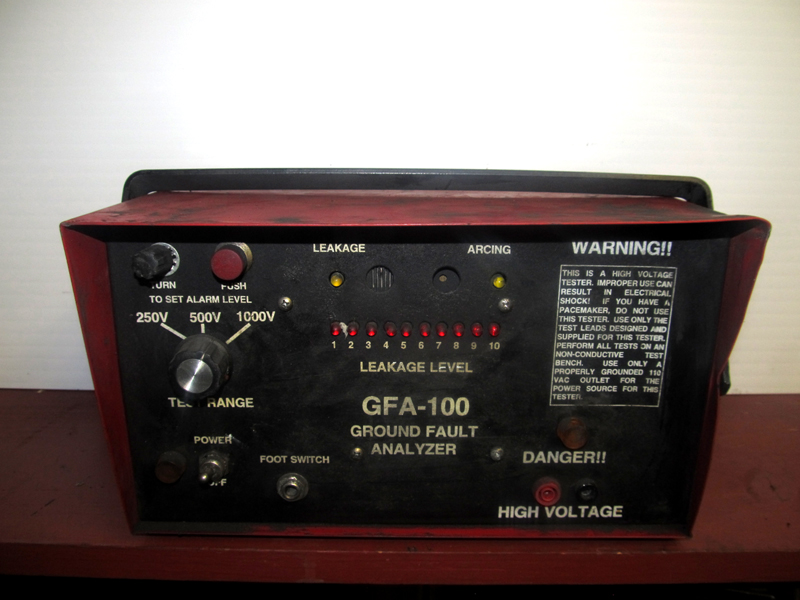 LEAKAGE
ARCING
WARNING!!
TURN
PUSH
TO SET ALARM LEVEL
250V 500V 1000V
TEST RANGE
1 2 3 4 5 6 7 8 9 10
LEAKAGE LEVEL
THIS IS A HIGH VOLTAGE
TESTER. IMPROPER USE CAN
RESULT IN ELECTRICAL
SHOCK! IF YOU HAVE A
PACEMAKER, DO NOT USE
THIS TESTER. USE ONLY THE
TEST LEADS DESIGNED AND
SUPPLIED FOR THIS TESTER.
PERFORM ALL TESTS ON AN
NON-CONDUCTIVE TEST
BENCH. USE ONLY A
PROPERLY GROUNDED 110
VAC OUTLET FOR THE
POWER SOURCE FOR THIS
TESTER.
GFA-100
GROUND FAULT
ANALYZER
POWER
OFF
FOOT SWITCH
DANGER!!
HIGH VOLTAGE